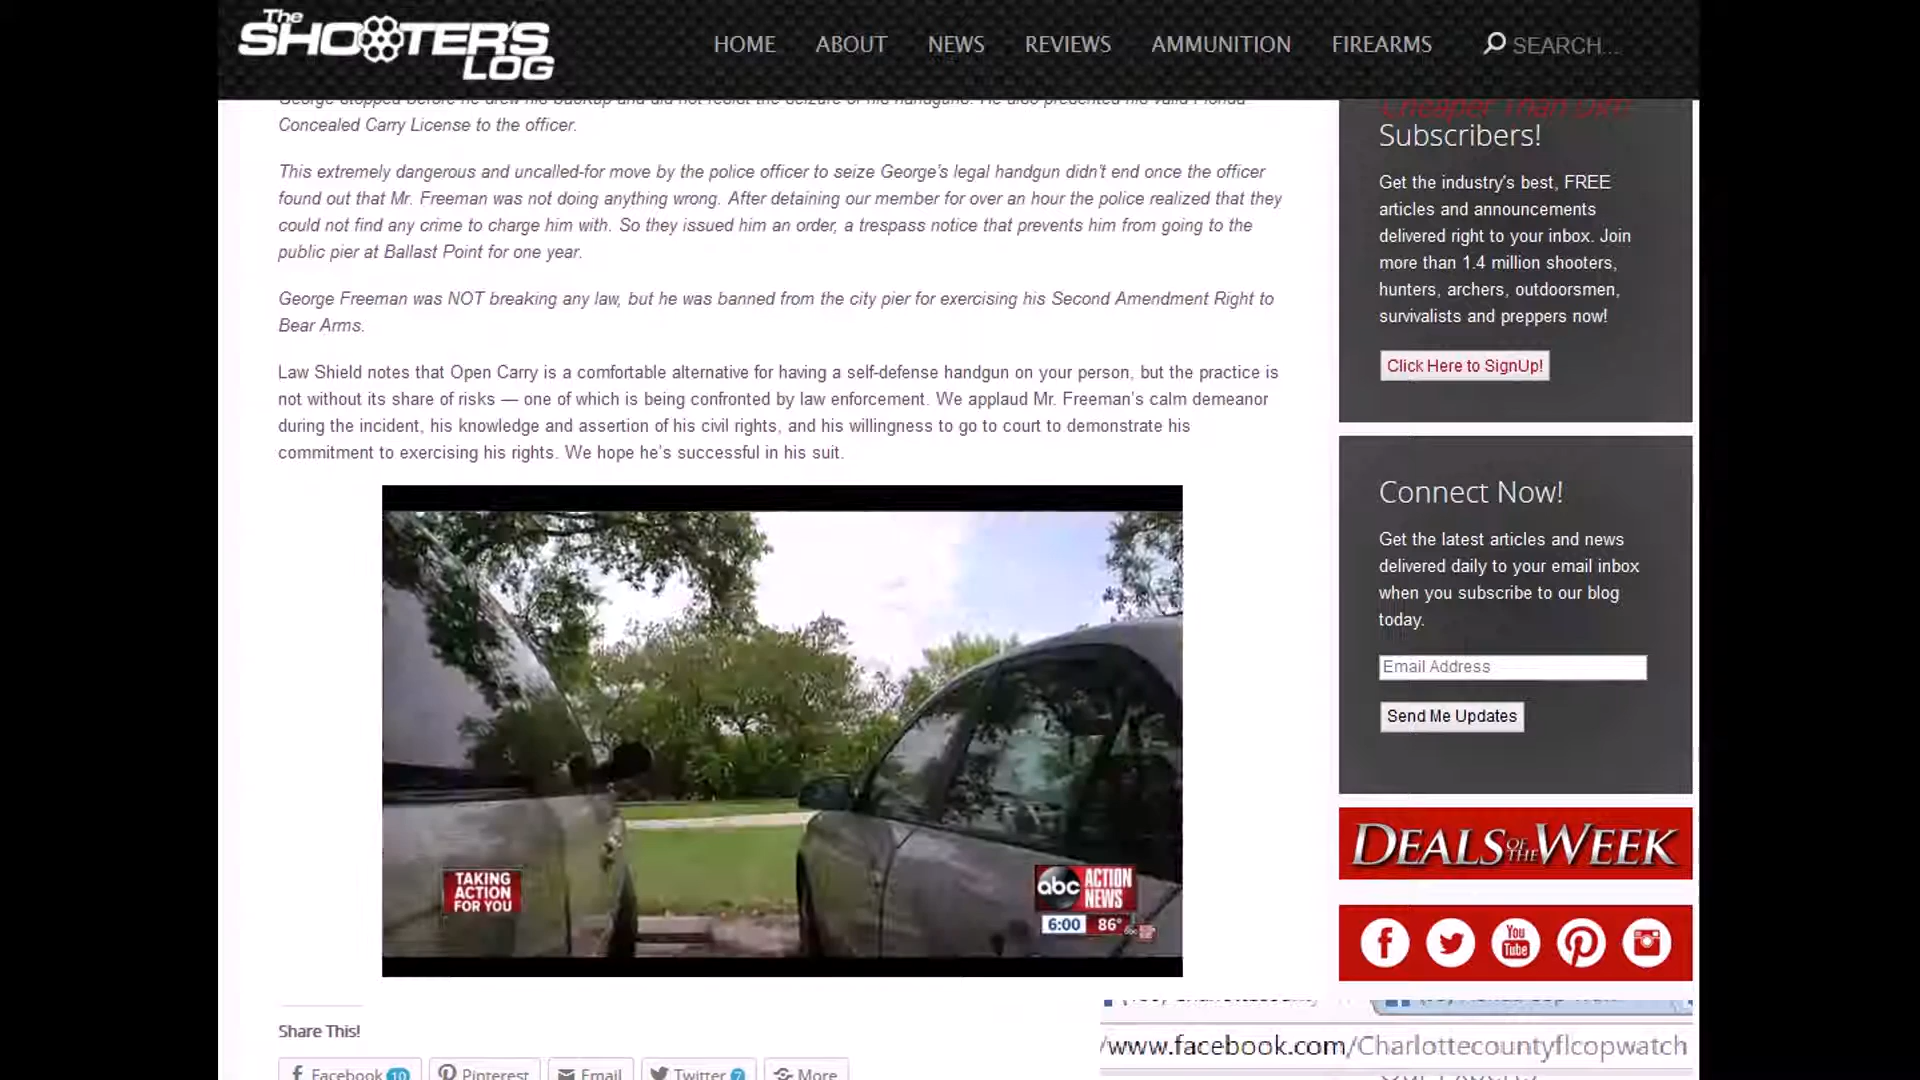 The
SHOOTER'S
LOG
HOME ABOUT NEWS REVIEWS AMMUNITION FIREARMS SEARCH...
George stopped before he drew his backup and did not resist the seizure of his handguns. He also presented his valid Florida
Concealed Carry License to the officer.
This extremely dangerous and uncalled-for move by the police officer to seize George's legal handgun didn't end once the officer
found out that Mr. Freeman was not doing anything wrong. After detaining our member for over an hour the police realized that they
could not find any crime to charge him with. So they issued him an order, a trespass notice that prevents him from going to the
public pier at Ballast Point for one year.
George Freeman was NOT breaking any law, but he was banned from the city pier for exercising his Second Amendment Right to
Bear Arms.
Law Shield notes that Open Carry is a comfortable alternative for having a self-defense handgun on your person, but the practice is
not without its share of risks — one of which is being confronted by law enforcement. We applaud Mr. Freeman's calm demeanor
during the incident, his knowledge and assertion of his civil rights, and his willingness to go to court to demonstrate his
commitment to exercising his rights. We hope he's successful in his suit.
TAKING
ACTION
FOR YOU
abc ACTION
NEWS
6:00 86°
Share This!
Facebook 10 Pinterest Email Twitter 7 More
Cheaper Than Dirt!
Subscribers!
Get the industry's best, FREE
articles and announcements
delivered right to your inbox. Join
more than 1.4 million shooters,
hunters, archers, outdoorsmen,
survivalists and preppers now!
Click Here to SignUp!
Connect Now!
Get the latest articles and news
delivered daily to your email inbox
when you subscribe to our blog
today.
Email Address
Send Me Updates
DEALS OF THE WEEK
You
Tube
/www.facebook.com/Charlottecountyflcopwatch
Our Experts